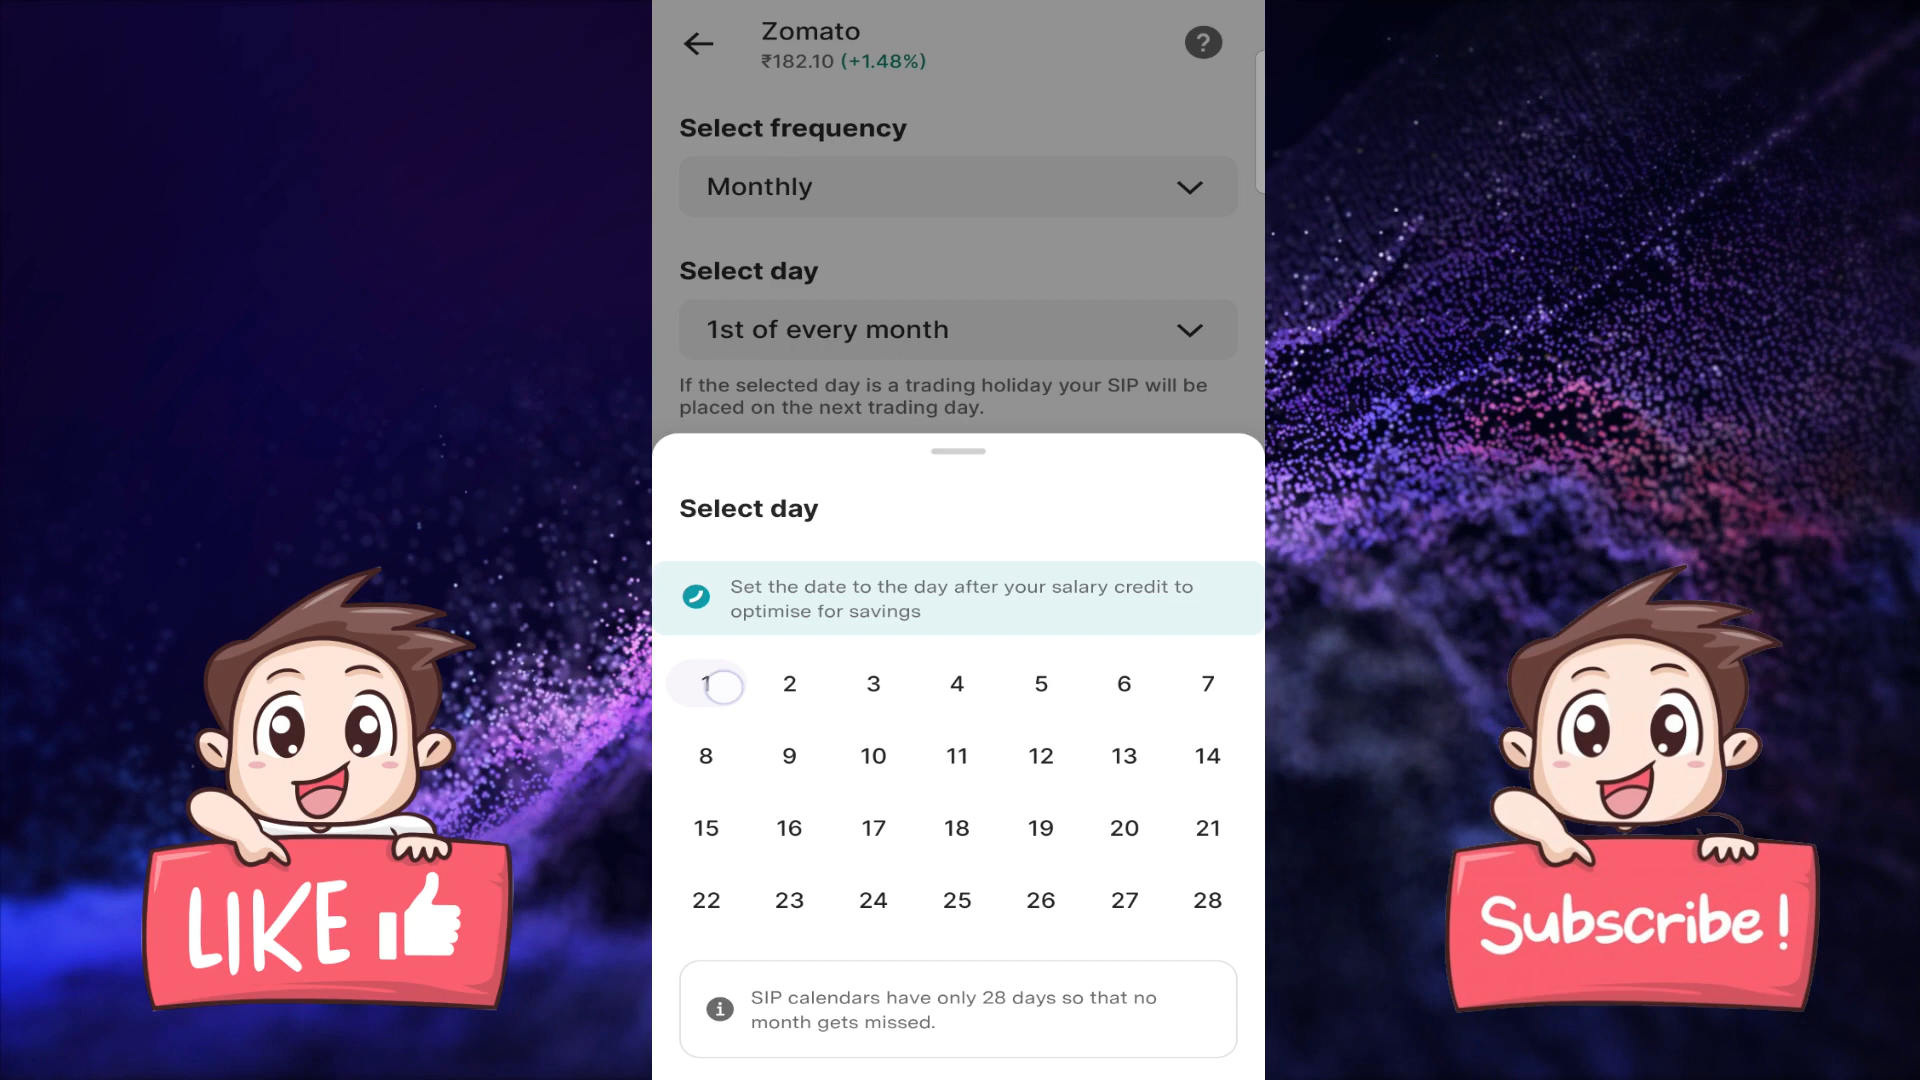 Zomato
₹182.10 (+1.48%)
?
Select frequency
Monthly
Select day
1st of every month
If the selected day is a trading holiday your SIP will be
placed on the next trading day.
Select day
Set the date to the day after your salary credit to
optimise for savings
1 2 3 4 5 6 7
8 9 10 11 12 13 14
15 16 17 18 19 20 21
22 23 24 25 26 27 28
SIP calendars have only 28 days so that no
month gets missed.
LIKE
Subscribe!